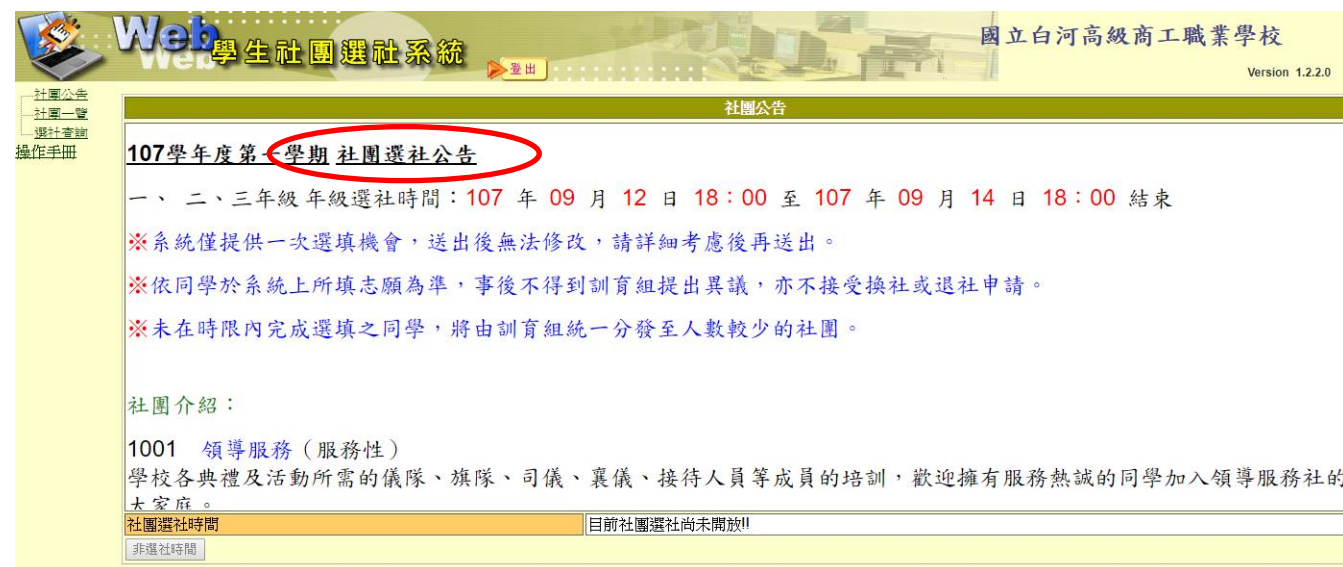 Web學生社團選社系統
登出
國立白河高級商工職業學校
Version 1.2.2.0
社團公告
社團一覽
選社查詢
操作手冊
社團公告
107學年度第一學期 社團選社公告
一、 二、三年級 年級選社時間：107 年 09 月 12 日 18：00 至 107 年 09 月 14 日 18：00 結束
※系統僅提供一次選填機會，送出後無法修改，請詳細考慮後再送出。
※依同學於系統上所填志願為準，事後不得到訓育組提出異議，亦不接受換社或退社申請。
※未在時限內完成選填之同學，將由訓育組統一分發至人數較少的社團。
社團介紹：
1001 領導服務（服務性）
學校各典禮及活動所需的儀隊、旗隊、司儀、襄儀、接待人員等成員的培訓，歡迎擁有服務熱誠的同學加入領導服務社的
大家庭。
社團選社時間 目前社團選社尚未開放!!
非選社時間